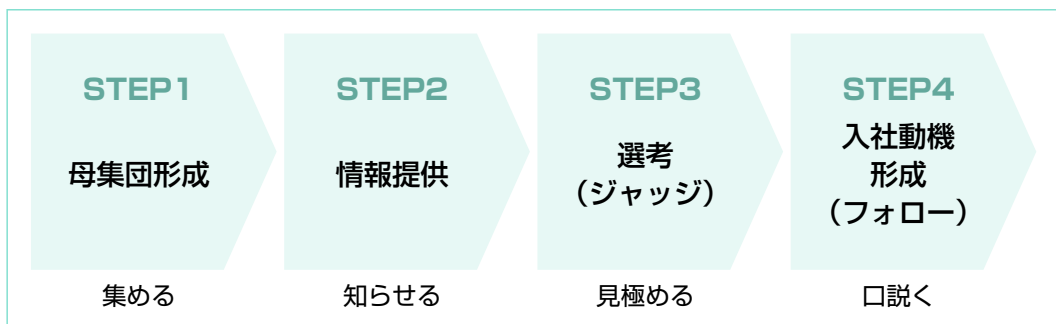 STEP1
母集団形成
集める
STEP2
情報提供
知らせる
STEP3
選考
（ジャッジ）
見極める
STEP4
入社動機
形成
（フォロー）
口説く